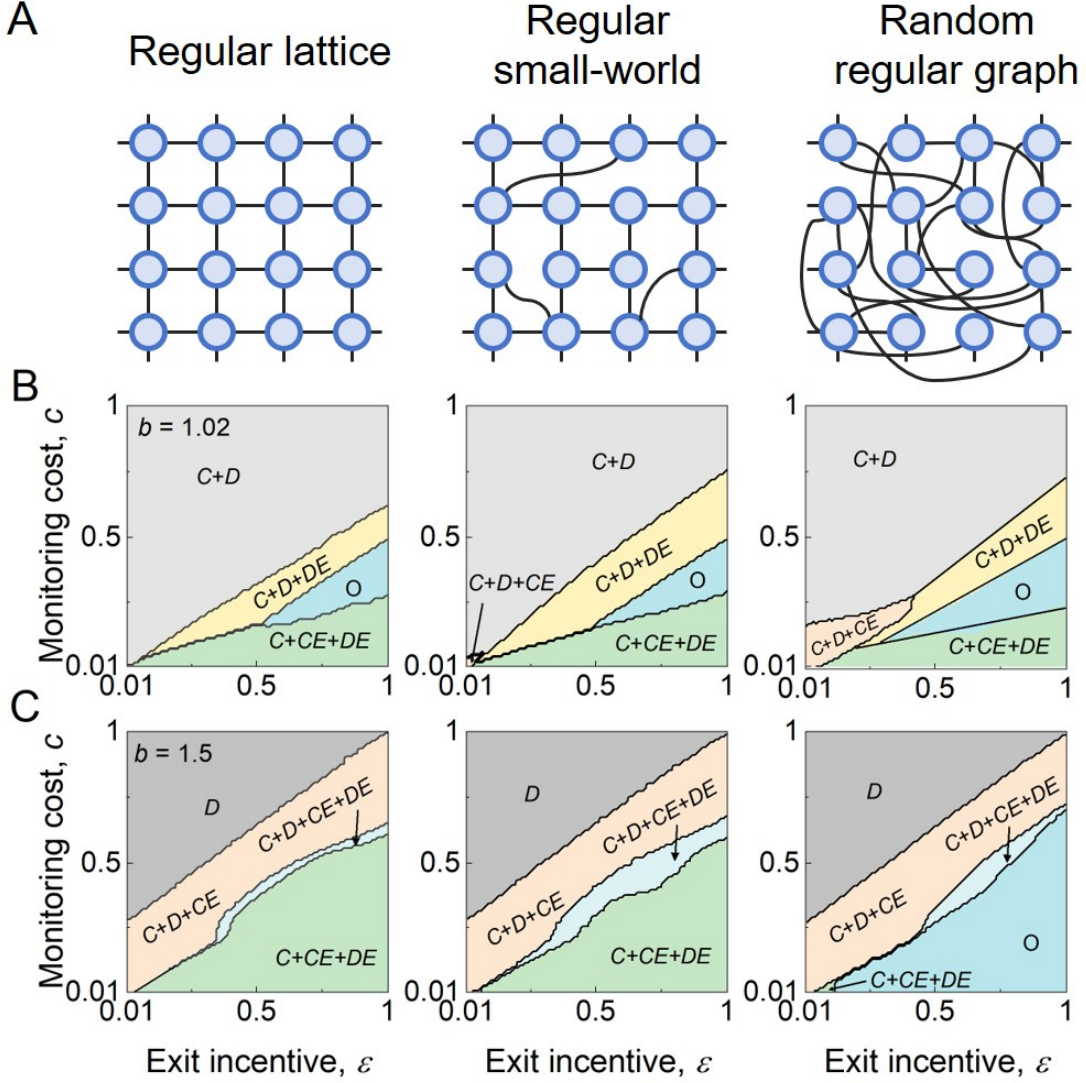 A
Regular lattice
Regular
small-world
Random
regular graph
B
Monitoring cost, c
1
0.5
0.01
b = 1.02
C+D
C+D+DE
O
C+CE+DE
0.01 0.5 1
C+D
C+D+CE
C+D+DE
O
C+CE+DE
1
0.5
0.01
0.01 0.5 1
C+D
C+D+DE
C+D+CE
O
C+CE+DE
1
0.5
0.01
0.01 0.5 1
C
Monitoring cost, c
1
0.5
0.01
b = 1.5
D
C+D+CE+DE
C+D+CE
C+CE+DE
0.01 0.5 1
Exit incentive, ε
1
0.5
0.01
D
C+D+CE+DE
C+D+CE
C+CE+DE
0.01 0.5 1
Exit incentive, ε
1
0.5
0.01
D
C+D+CE+DE
C+D+CE
O
C+CE+DE
0.01 0.5 1
Exit incentive, ε